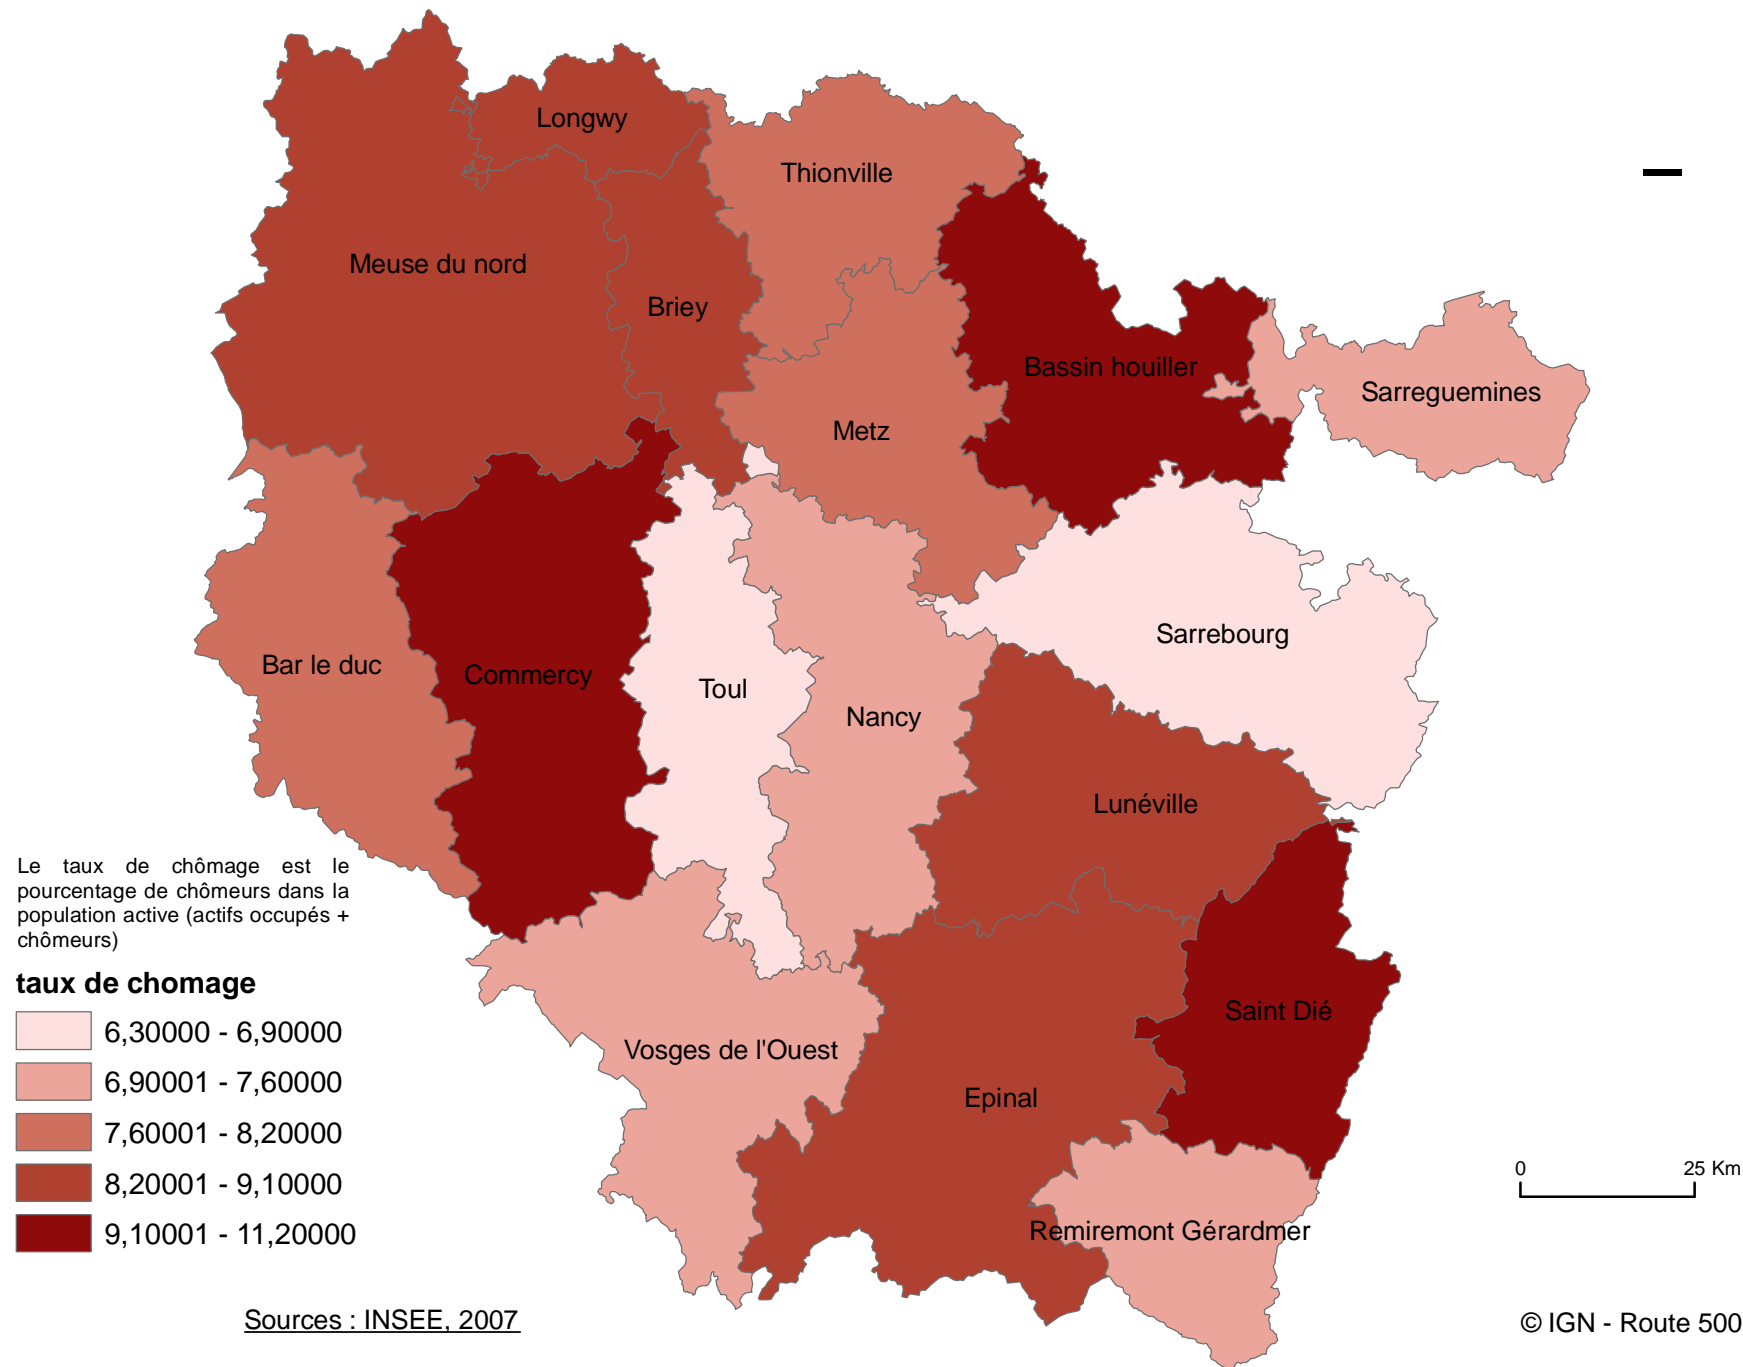 Longwy
Thionville
Meuse du nord
Briey
Bassin houiller
Sarreguemines
Metz
Sarrebourg
Bar le duc
Commercy
Toul
Nancy
Lunéville
Saint Dié
Vosges de l'Ouest
Epinal
Remiremont Gérardmer
Le taux de chômage est le
pourcentage de chômeurs dans la
population active (actifs occupés +
chômeurs)
taux de chomage
6,30000 - 6,90000
6,90001 - 7,60000
7,60001 - 8,20000
8,20001 - 9,10000
9,10001 - 11,20000
0 25 Km
Sources : INSEE, 2007
© IGN - Route 500